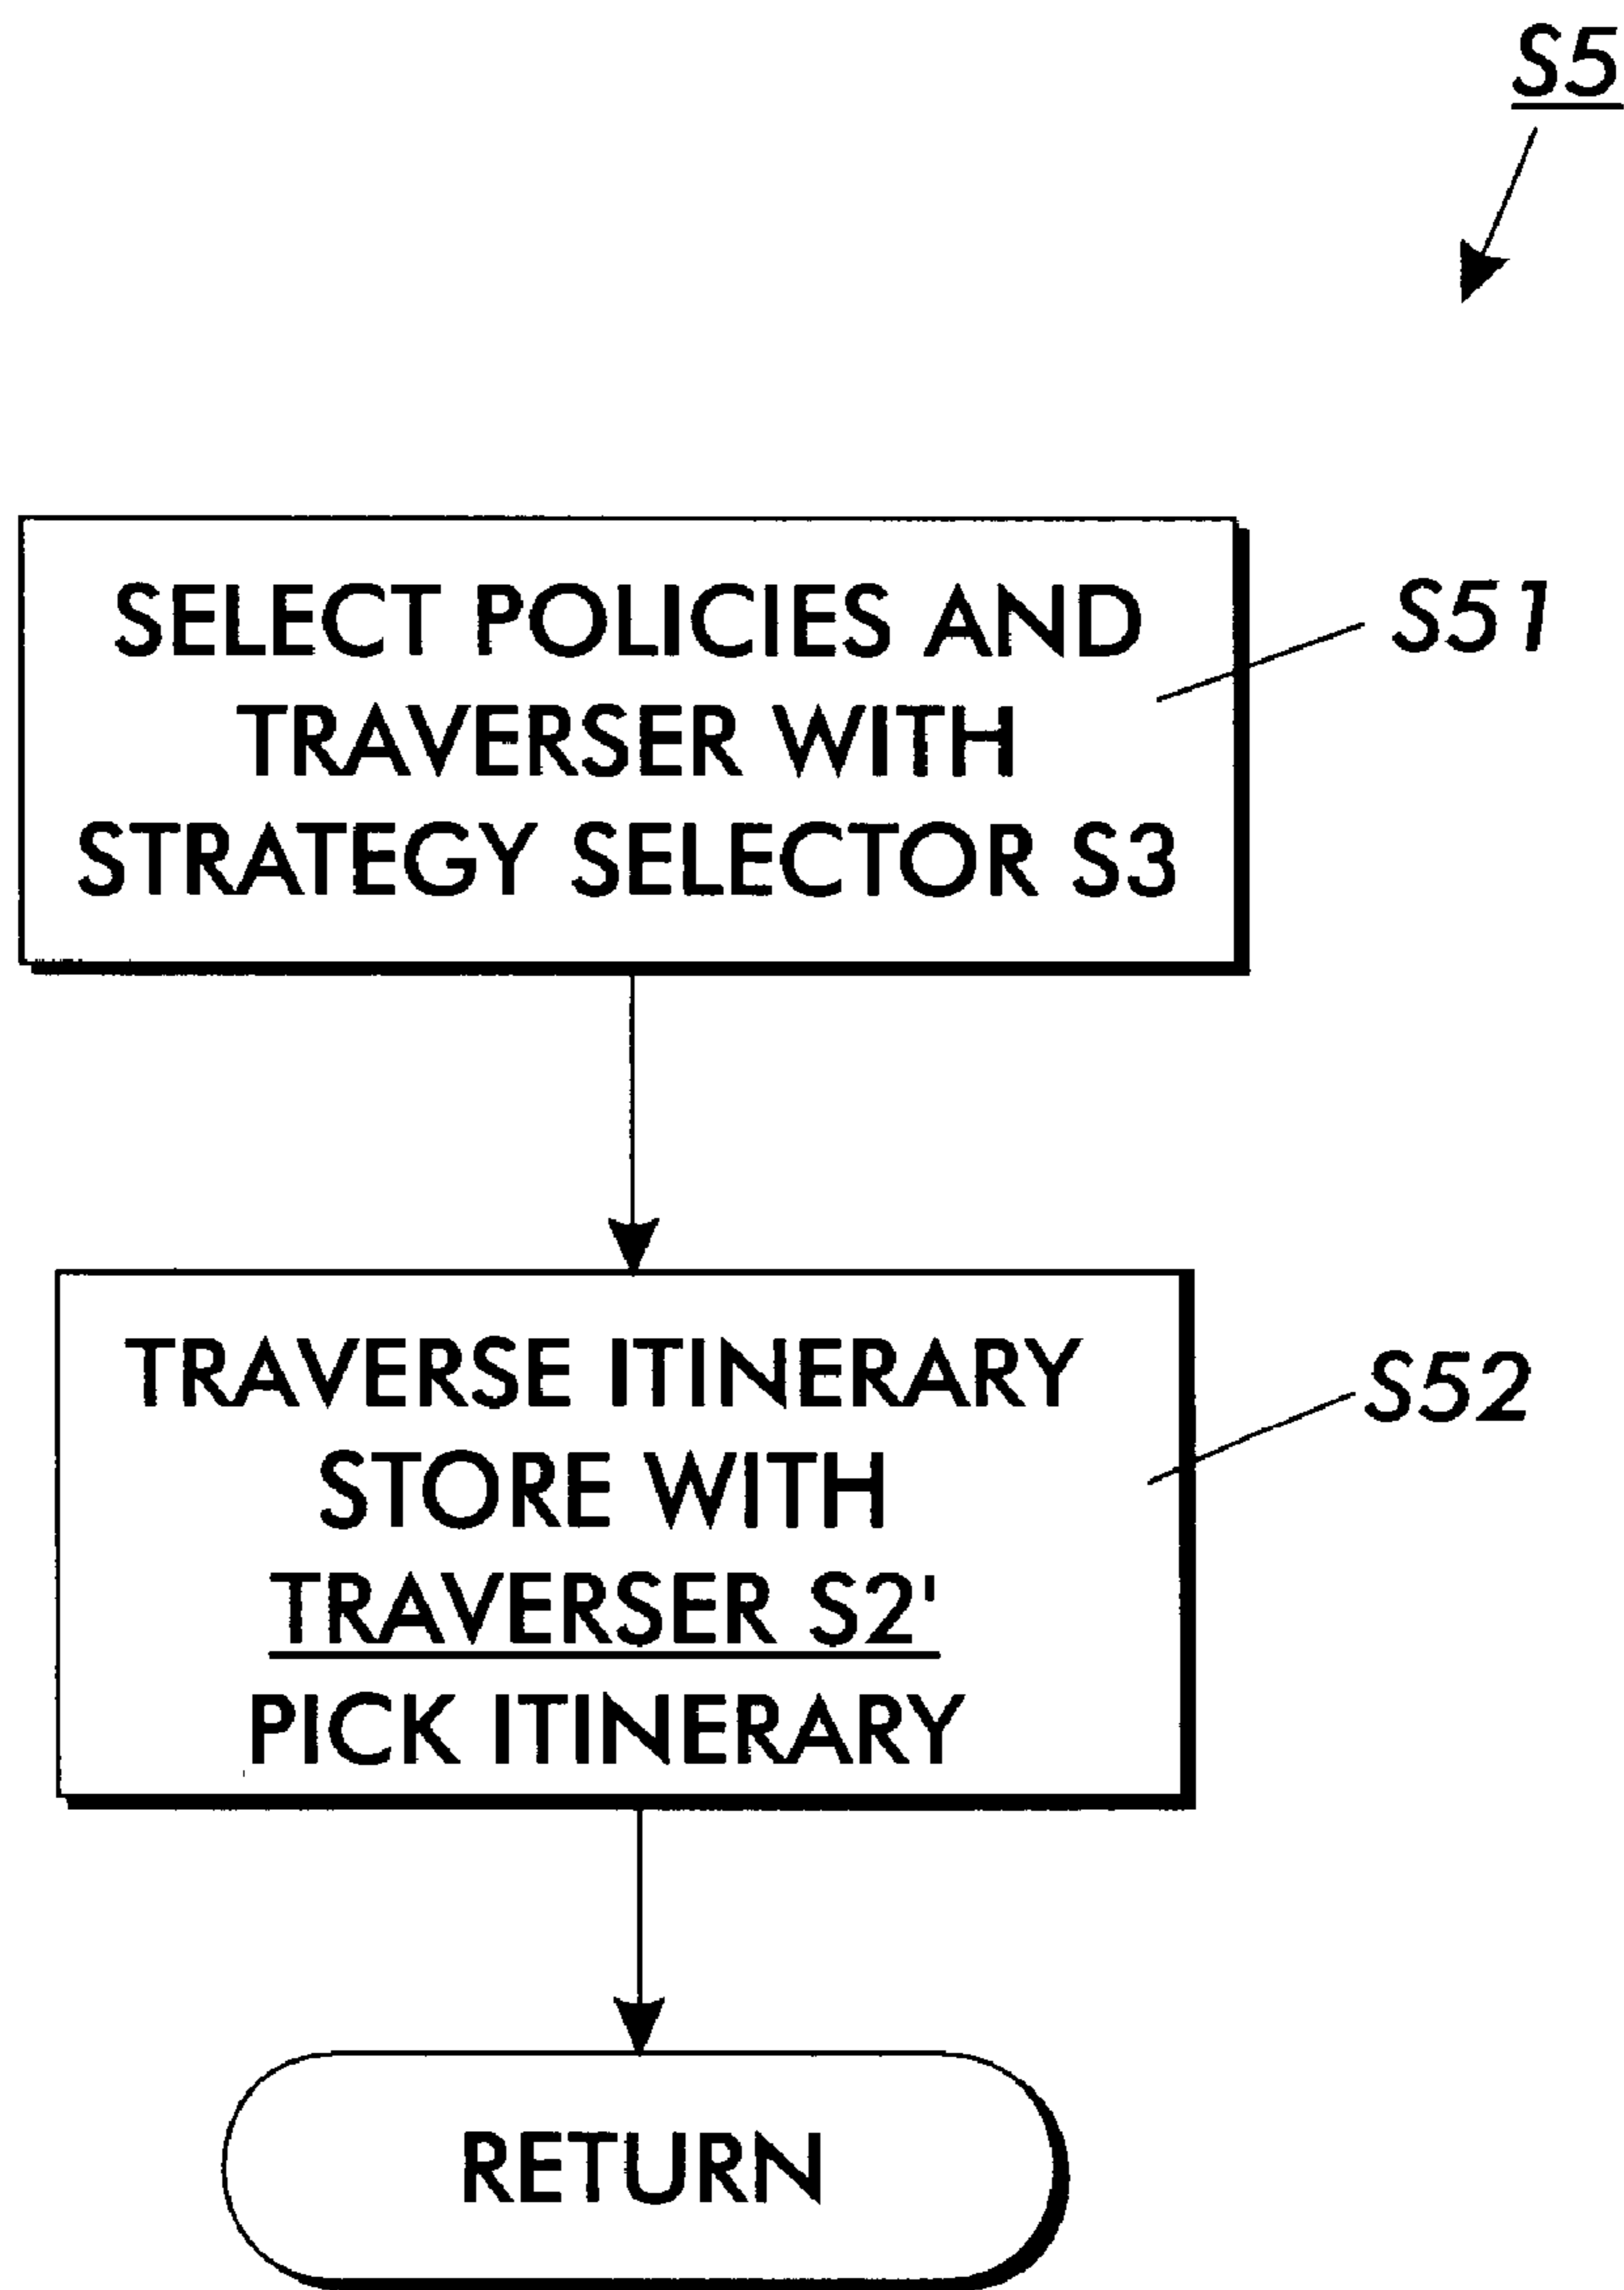 S5
SELECT POLICIES AND
TRAVERSER WITH
STRATEGY SELECTOR S3
S51
TRAVERSE ITINERARY
STORE WITH
TRAVERSER S2'
PICK ITINERARY
S52
RETURN